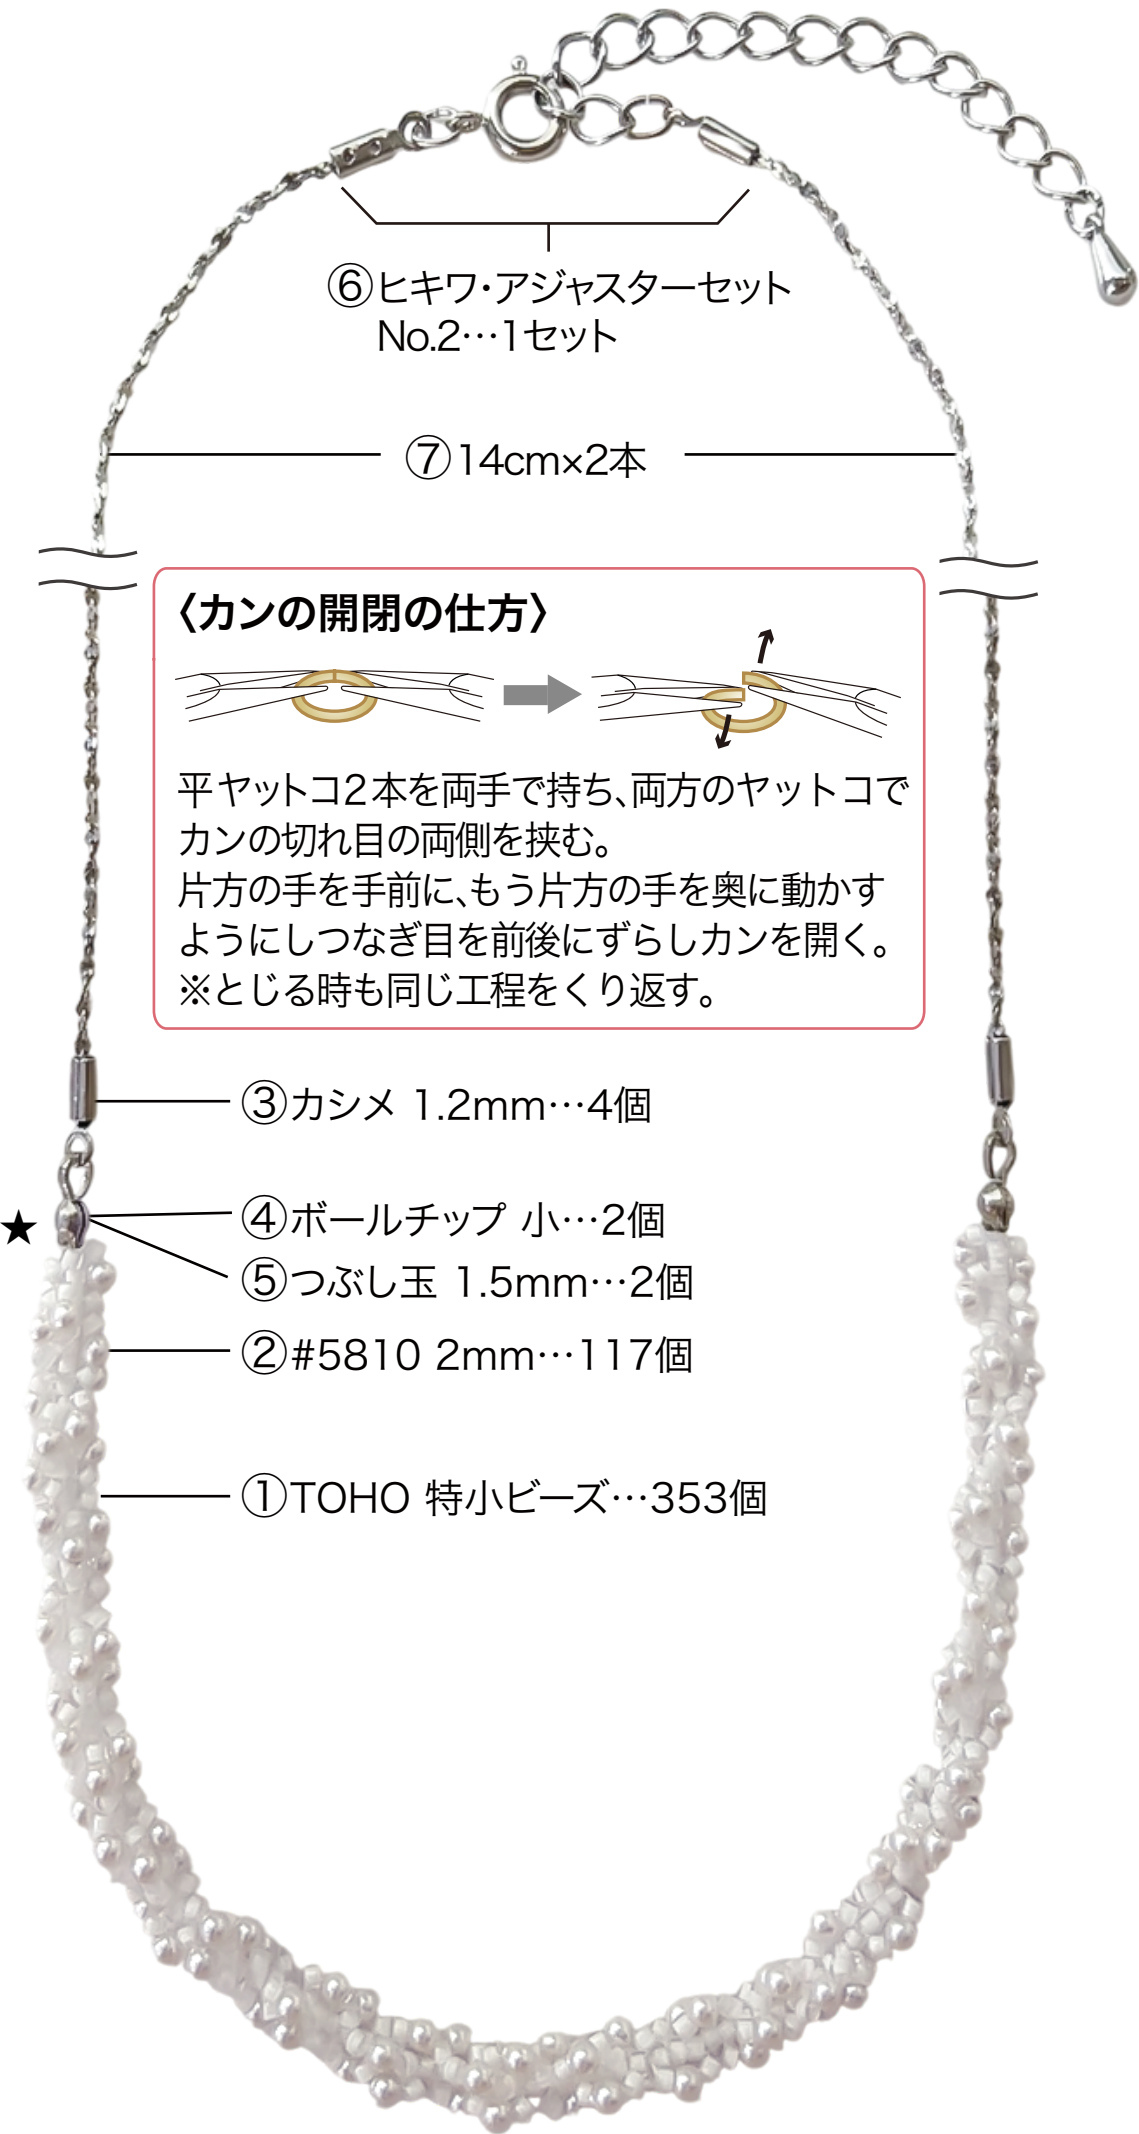 ⑥ヒキワ・アジャスターセット
No.2…1セット
⑦14cm×2本
〈カンの開閉の仕方〉
平ヤットコ2本を両手で持ち、両方のヤットコで
カンの切れ目の両側を挟む。
片方の手を手前に、もう片方の手を奥に動かす
ようにしつなぎ目を前後にずらしカンを開く。
※とじる時も同じ工程をくり返す。
③カシメ 1.2mm…4個
★
④ボールチップ 小…2個
⑤つぶし玉 1.5mm…2個
②#5810 2mm…117個
①TOHO 特小ビーズ…353個